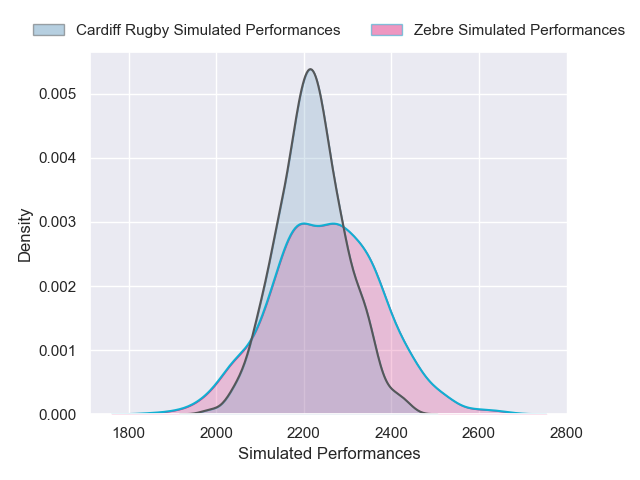 Cardiff Rugby Simulated Performances Zebre Simulated Performances
0.005
0.004
0.003
0.002
0.001
0.000
Density
1800 2000 2200 2400 2600 2800
Simulated Performances